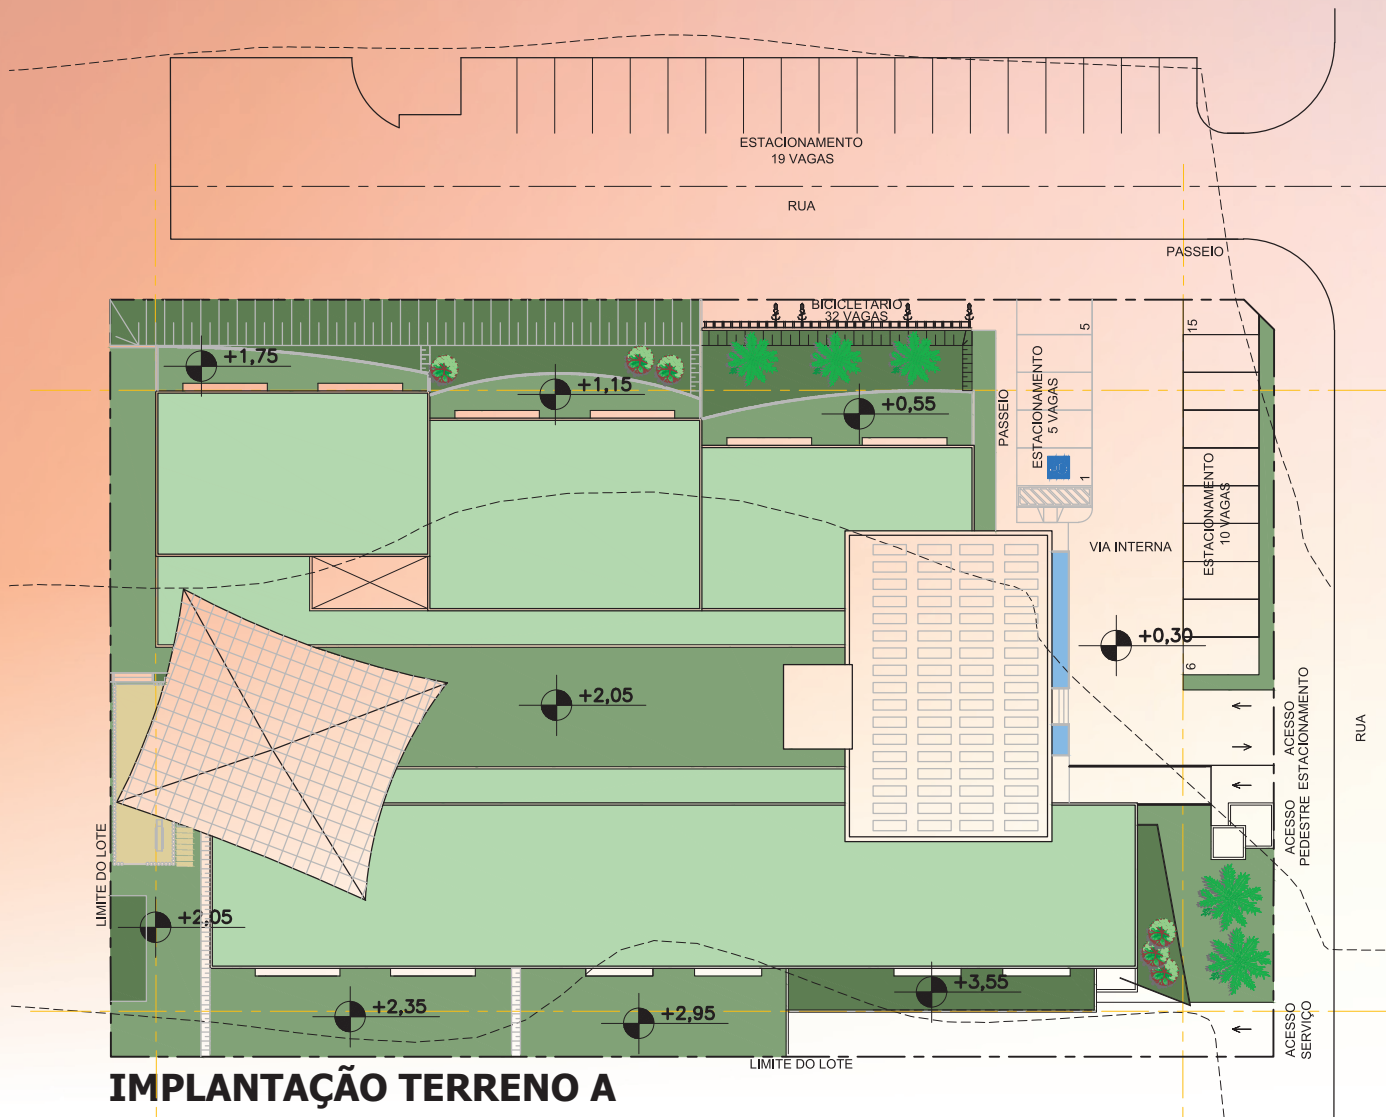 ESTACIONAMENTO
19 VAGAS
RUA
PASSEIO
BICICLETÁRIO
32 VAGAS
+1,75
+1,15
+0,55
PASSEIO
ESTACIONAMENTO
5 VAGAS
5
1
15
ESTACIONAMENTO
10 VAGAS
6
VIA INTERNA
+0,30
+2,05
ACESSO
ESTACIONAMENTO
RUA
ACESSO
PEDESTRE
LIMITE DO LOTE
+2,05
+2,35
+2,95
+3,55
ACESSO
SERVIÇO
LIMITE DO LOTE
IMPLANTAÇÃO TERRENO A